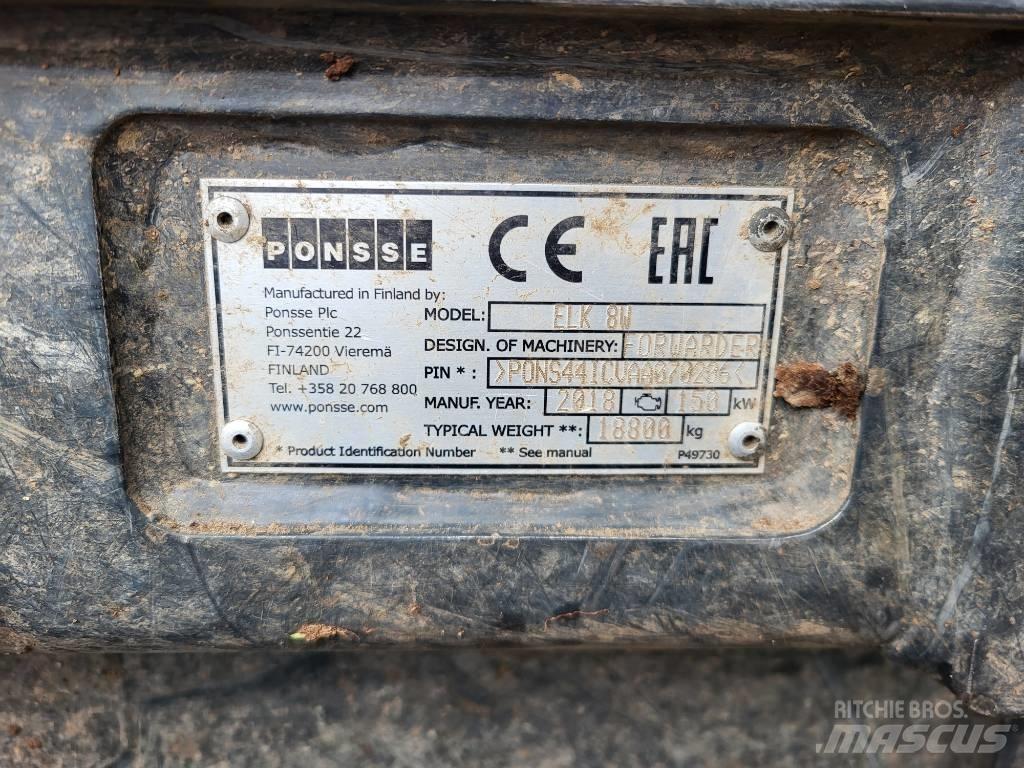 PONSSE CE EAC
Manufactured in Finland by:
Ponsse Plc
Ponssentie 22
FI-74200 Vieremä
FINLAND
Tel. +358 20 768 800
www.ponsse.com
MODEL: ELK 8W
DESIGN. OF MACHINERY: FORWARDER
PIN * :
MANUF. YEAR: 2018 150 kW
TYPICAL WEIGHT **: 18800 kg
* Product Identification Number ** See manual P49730
RITCHIE BROS.
MASCUS